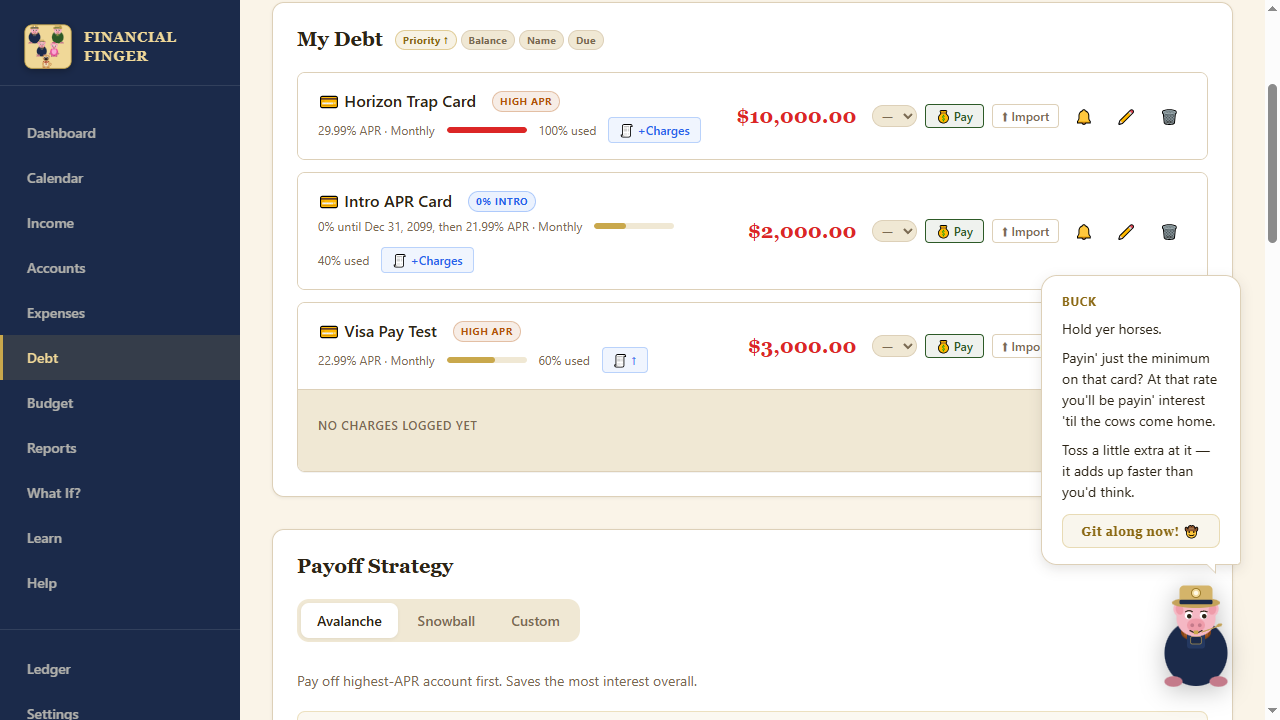 FINANCIAL
FINGER
Dashboard
Calendar
Income
Accounts
Expenses
Debt
Budget
Reports
What If?
Learn
Help
Ledger
Settings
My Debt
Priority ↑
Balance
Name
Due
Horizon Trap Card
HIGH APR
29.99% APR · Monthly
100% used
+Charges
$10,000.00
—
Pay
⬆ Import
Intro APR Card
0% INTRO
0% until Dec 31, 2099, then 21.99% APR · Monthly
40% used
+Charges
$2,000.00
—
Pay
⬆ Import
Visa Pay Test
HIGH APR
22.99% APR · Monthly
60% used
↑
$3,000.00
—
Pay
⬆ Impo
NO CHARGES LOGGED YET
BUCK
Hold yer horses.
Payin' just the minimum
on that card? At that rate
you'll be payin' interest
'til the cows come home.
Toss a little extra at it —
it adds up faster than
you'd think.
Git along now! 🤠
Payoff Strategy
Avalanche
Snowball
Custom
Pay off highest-APR account first. Saves the most interest overall.